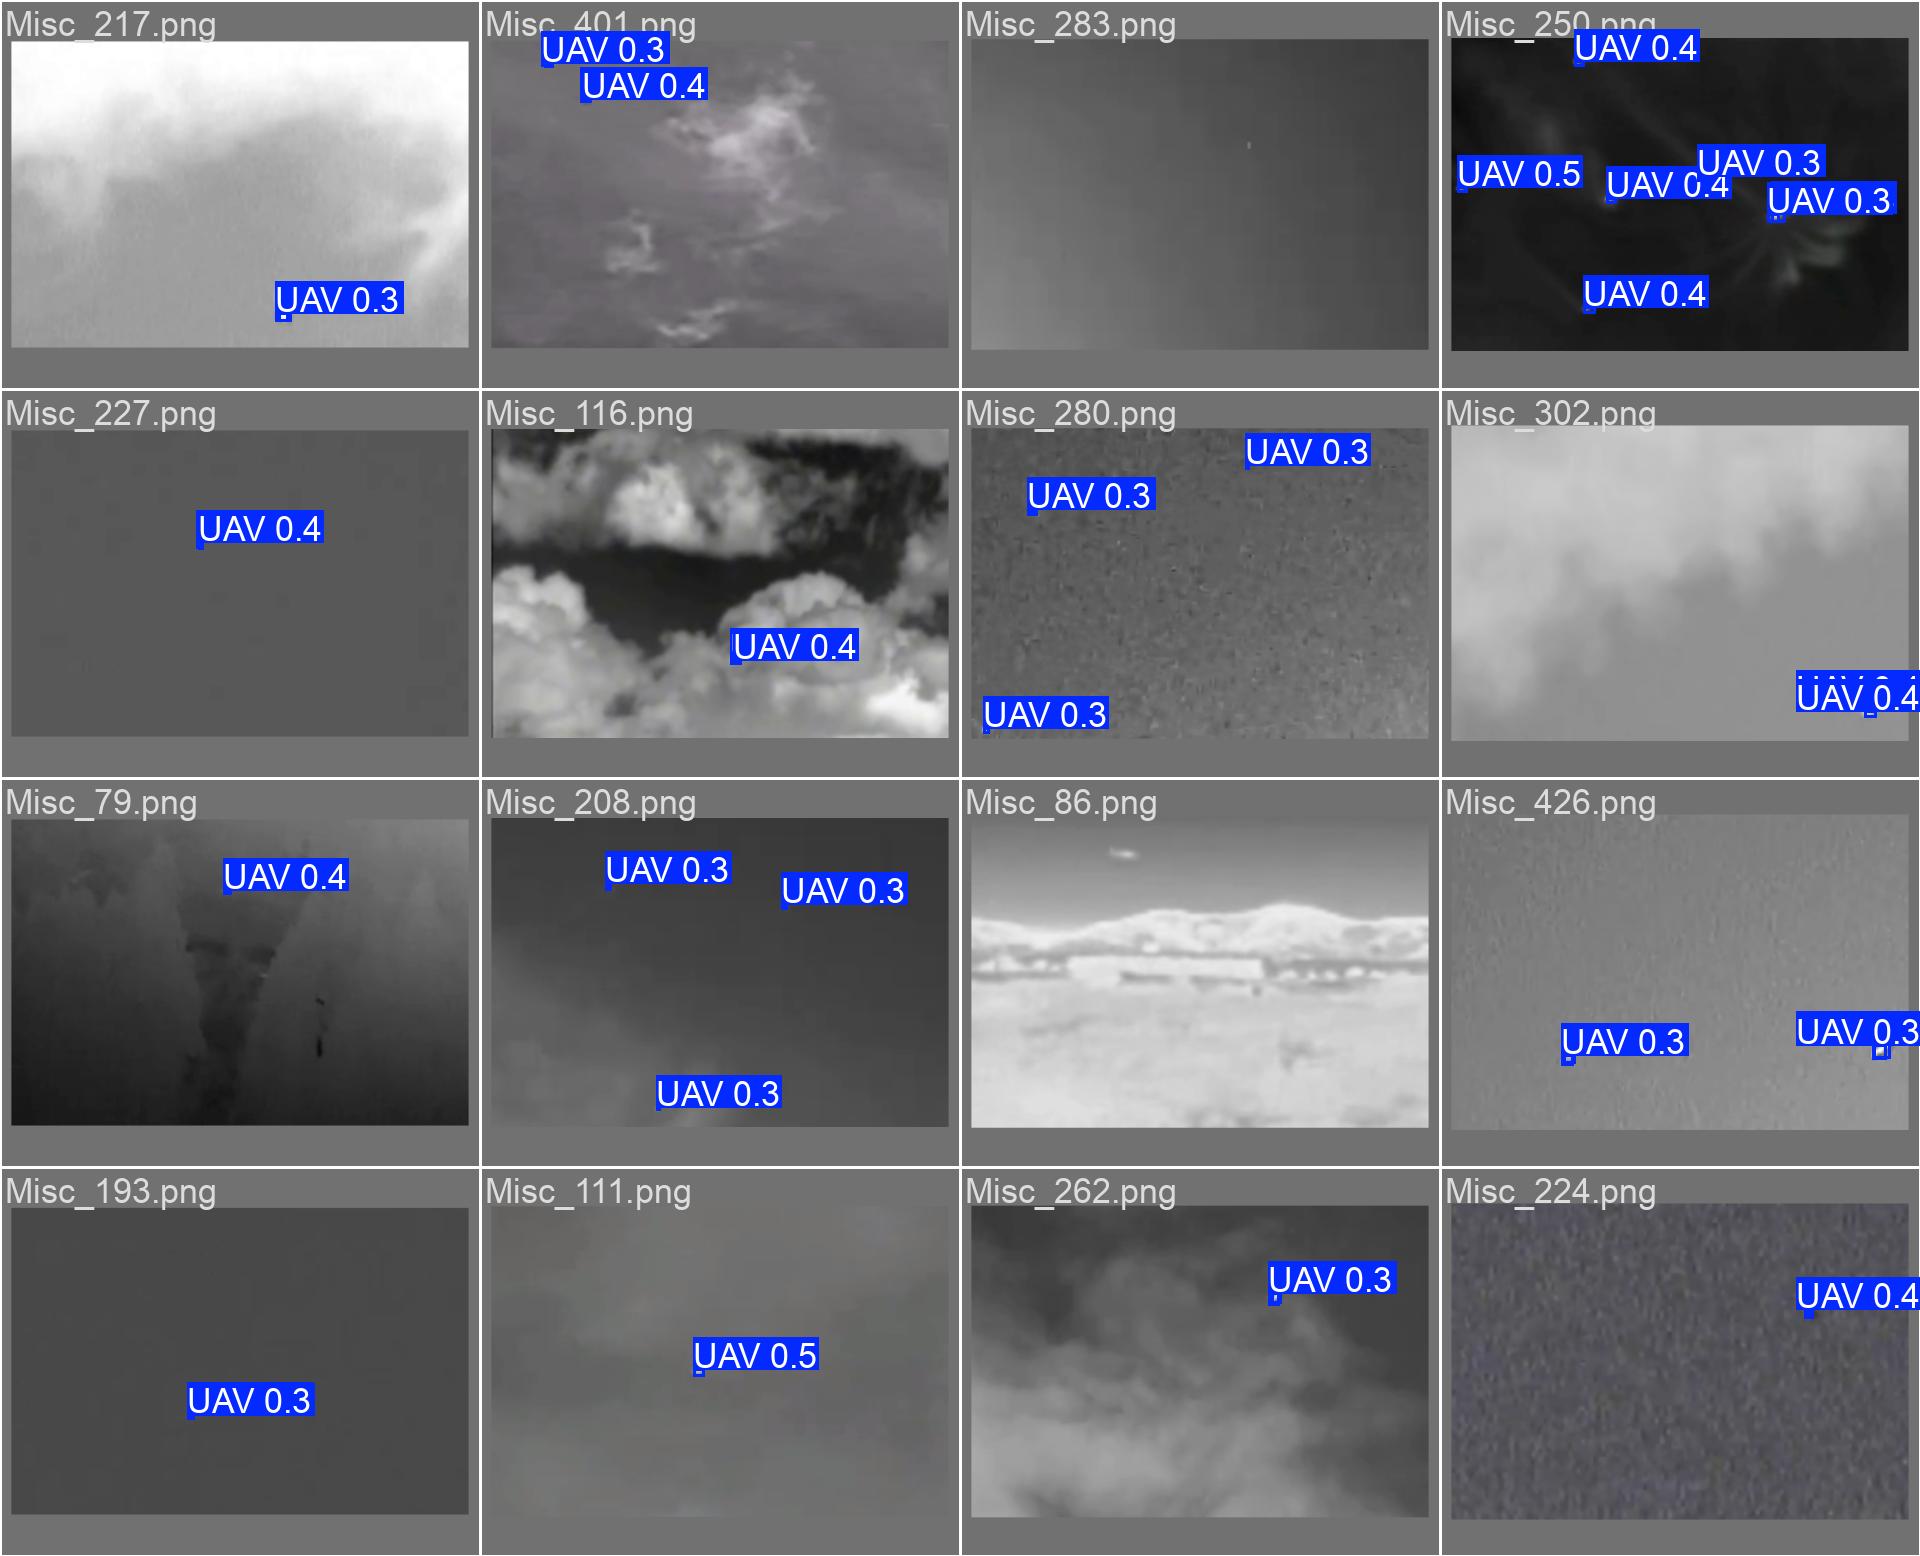 Misc_217.png
UAV 0.3
Misc_401.png
UAV 0.3
UAV 0.4
Misc_283.png
Misc_250.png
UAV 0.4
UAV 0.3
UAV 0.5
UAV 0.4
UAV 0.3
UAV 0.4
Misc_227.png
UAV 0.4
Misc_116.png
UAV 0.4
Misc_280.png
UAV 0.3
UAV 0.3
UAV 0.3
Misc_302.png
UAV 0.4
Misc_79.png
UAV 0.4
Misc_208.png
UAV 0.3
UAV 0.3
UAV 0.3
Misc_86.png
Misc_426.png
UAV 0.3
UAV 0.3
Misc_193.png
UAV 0.3
Misc_111.png
UAV 0.5
Misc_262.png
UAV 0.3
Misc_224.png
UAV 0.4